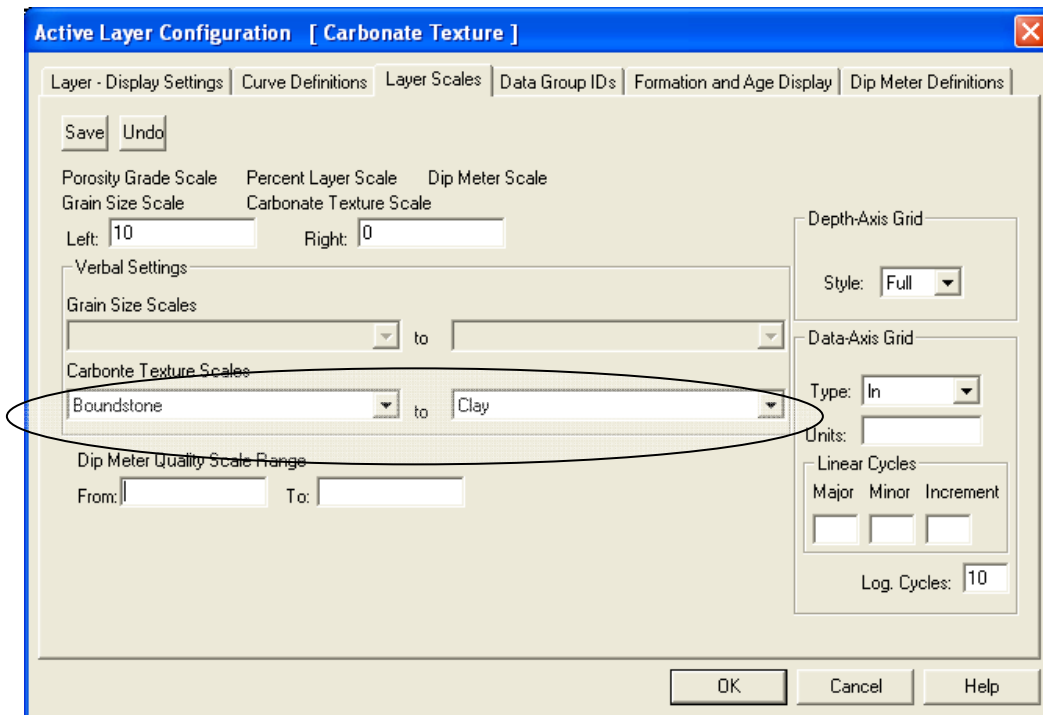 Active Layer Configuration [ Carbonate Texture ]
Layer - Display Settings Curve Definitions Layer Scales Data Group IDs Formation and Age Display Dip Meter Definitions
Save Undo
Porosity Grade Scale Percent Layer Scale Dip Meter Scale
Grain Size Scale Carbonate Texture Scale
Left: 10 Right: 0
Verbal Settings
Grain Size Scales
to
Carbonte Texture Scales
Boundstone to Clay
Dip Meter Quality Scale Range
From: To:
Depth-Axis Grid
Style: Full
Data-Axis Grid
Type: In
Units:
Linear Cycles
Major Minor Increment
Log. Cycles: 10
OK Cancel Help